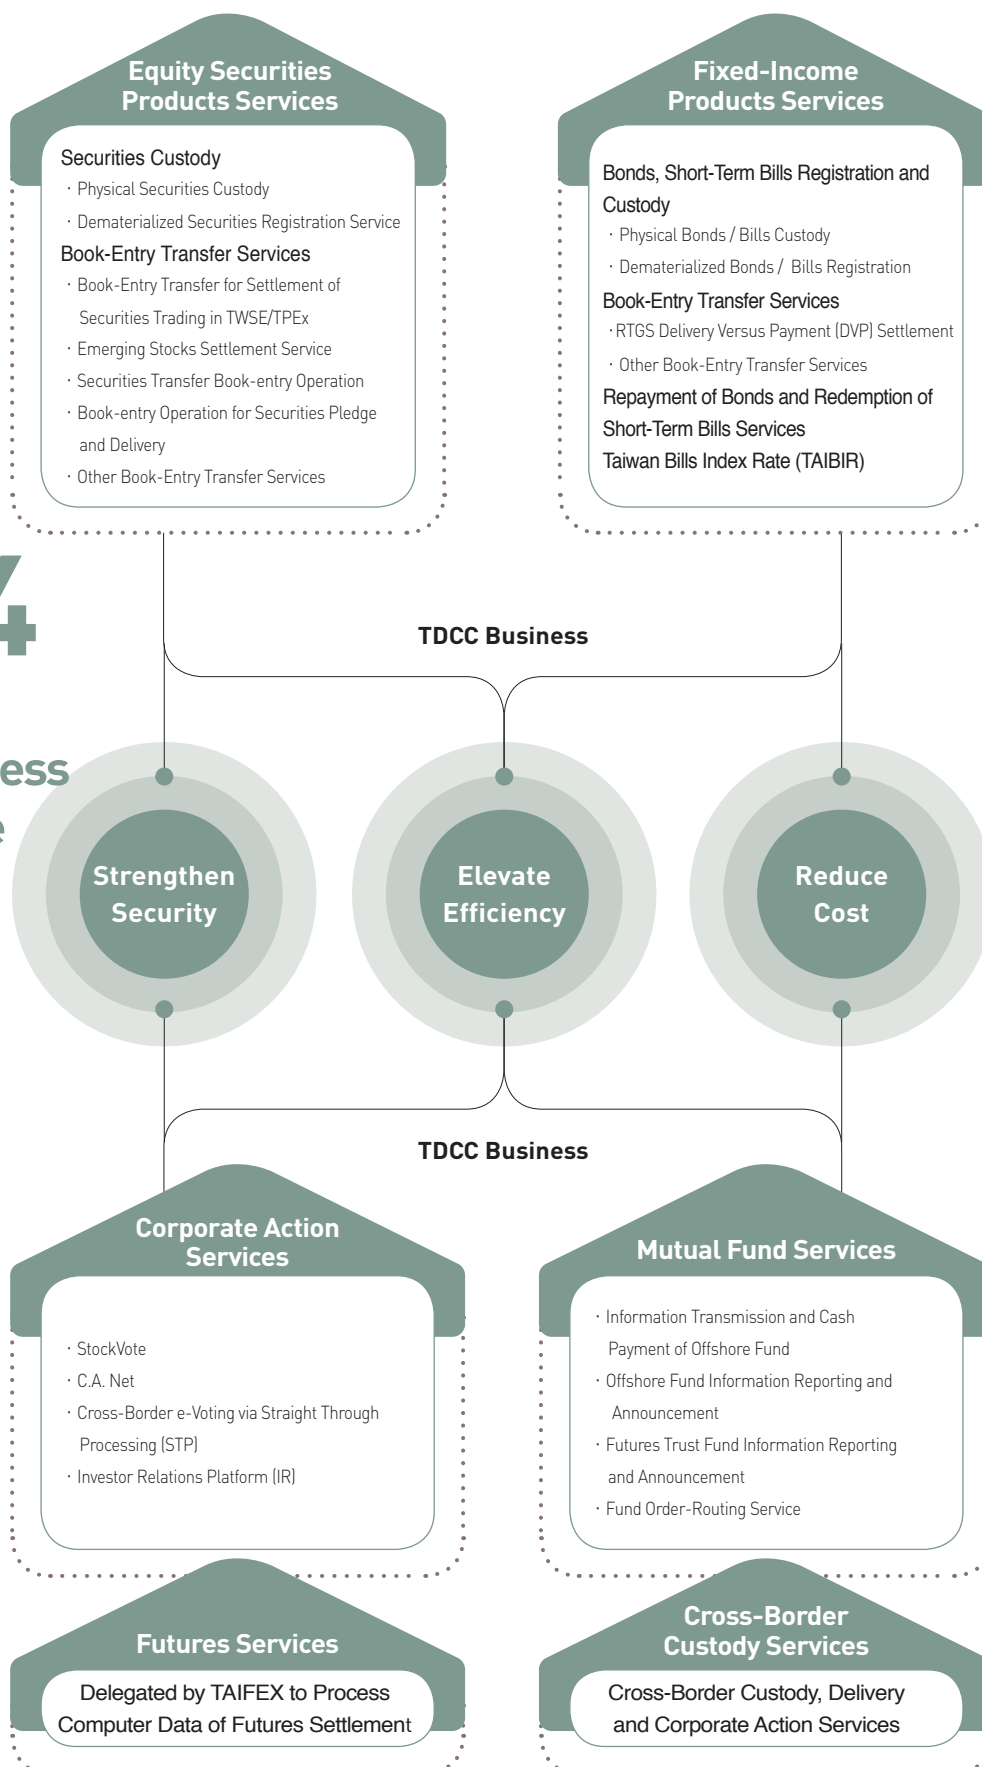 Equity Securities
Products Services
Securities Custody
· Physical Securities Custody
· Dematerialized Securities Registration Service
Book-Entry Transfer Services
· Book-Entry Transfer for Settlement of
Securities Trading in TWSE/TPEx
· Emerging Stocks Settlement Service
· Securities Transfer Book-entry Operation
· Book-entry Operation for Securities Pledge
and Delivery
· Other Book-Entry Transfer Services
Fixed-Income
Products Services
Bonds, Short-Term Bills Registration and
Custody
· Physical Bonds / Bills Custody
· Dematerialized Bonds / Bills Registration
Book-Entry Transfer Services
· RTGS Delivery Versus Payment (DVP) Settlement
· Other Book-Entry Transfer Services
Repayment of Bonds and Redemption of
Short-Term Bills Services
Taiwan Bills Index Rate (TAIBIR)
4
TDCC Business
ess
e
Strengthen
Security
Elevate
Efficiency
Reduce
Cost
TDCC Business
Corporate Action
Services
· StockVote
· C.A. Net
· Cross-Border e-Voting via Straight Through
Processing (STP)
· Investor Relations Platform (IR)
Mutual Fund Services
· Information Transmission and Cash
Payment of Offshore Fund
· Offshore Fund Information Reporting and
Announcement
· Futures Trust Fund Information Reporting
and Announcement
· Fund Order-Routing Service
Futures Services
Delegated by TAIFEX to Process
Computer Data of Futures Settlement
Cross-Border
Custody Services
Cross-Border Custody, Delivery
and Corporate Action Services